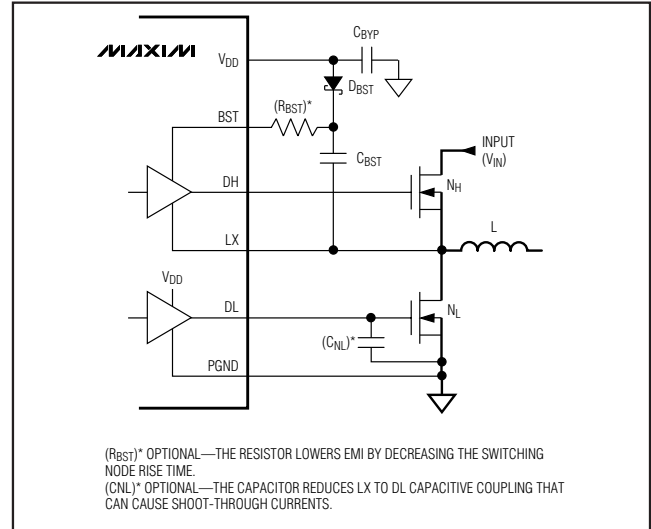 MAXIM
VDD
CBYP
DBST
BST
(RBST)*
CBST
INPUT
(VIN)
DH
NH
L
LX
VDD
DL
NL
(CNL)*
PGND
(RBST)* OPTIONAL—THE RESISTOR LOWERS EMI BY DECREASING THE SWITCHING
NODE RISE TIME.
(CNL)* OPTIONAL—THE CAPACITOR REDUCES LX TO DL CAPACITIVE COUPLING THAT
CAN CAUSE SHOOT-THROUGH CURRENTS.